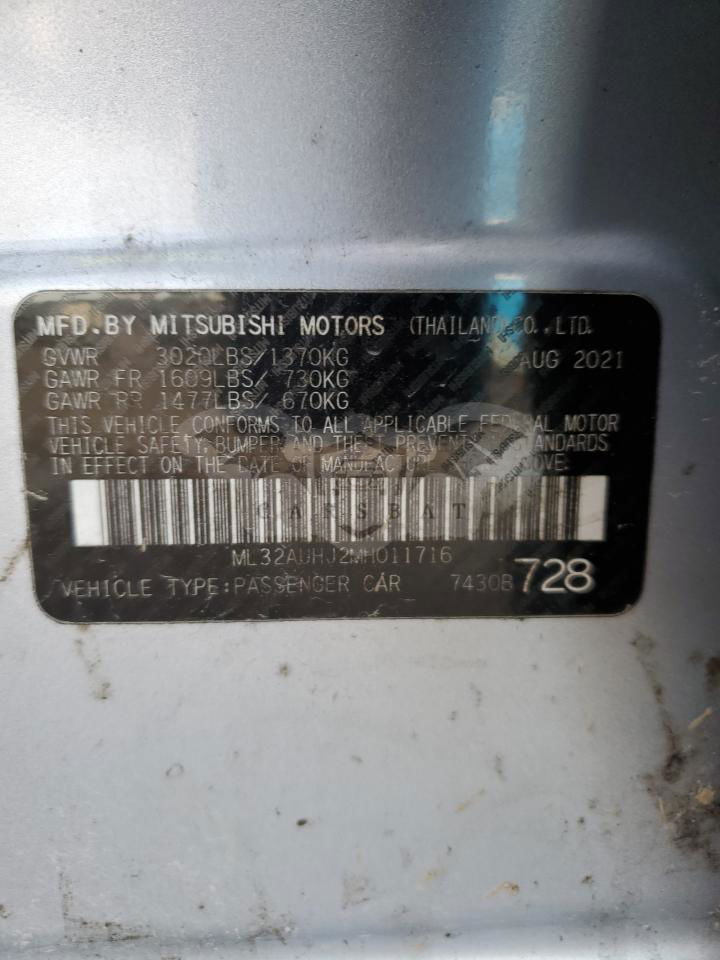 MFD.BY MITSUBISHI MOTORS (THAILAND)CO.,LTD.
GVWR 3020LBS/1370KG AUG 2021
GAWR FR 1609LBS/ 730KG
GAWR RR 1477LBS/ 670KG
THIS VEHICLE CONFORMS TO ALL APPLICABLE FEDERAL MOTOR
VEHICLE SAFETY, BUMPER AND THEFT PREVENTION STANDARDS
IN EFFECT ON THE DATE OF MANUFACTURE ABOVE.
CARSBAT
ML32AUHJ2MH011716
VEHICLE TYPE:PASSENGER CAR 7430B 728